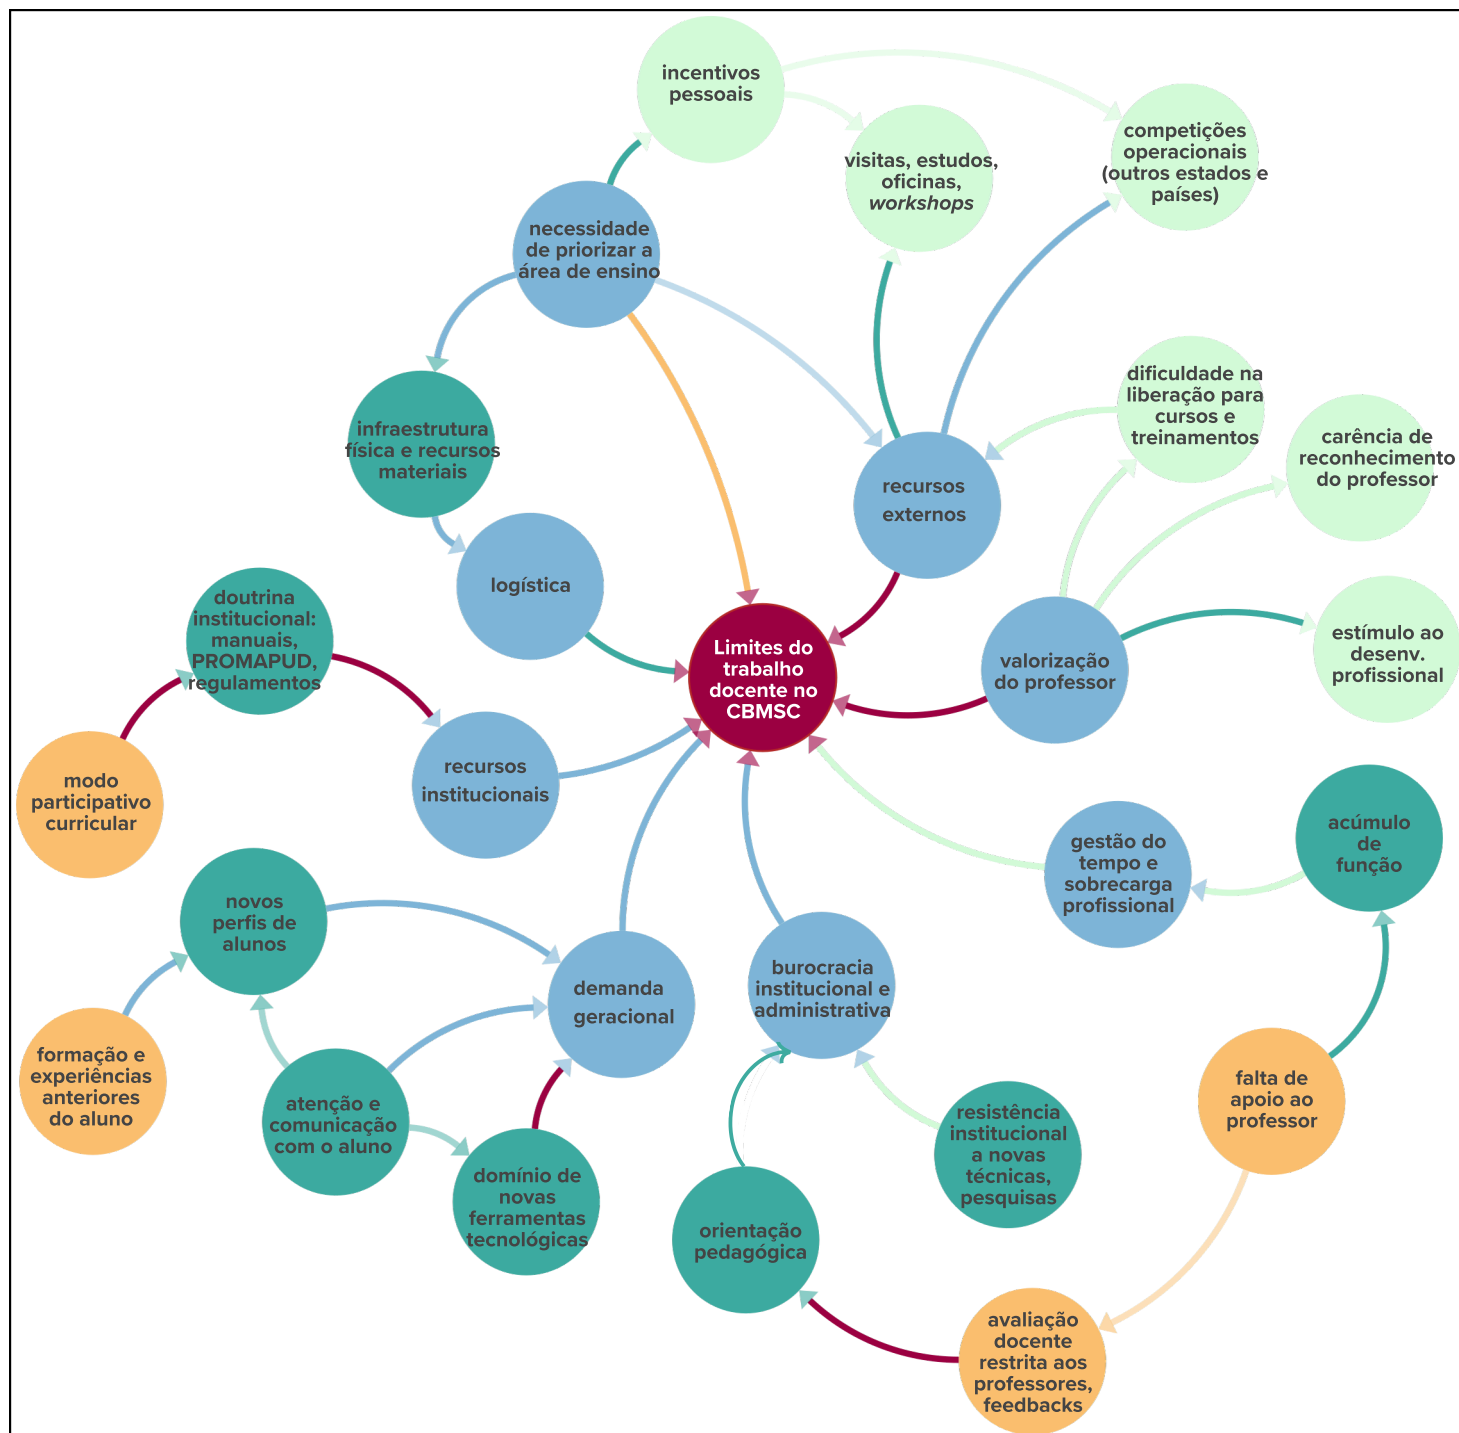 incentivos
pessoais
competições
operacionais
(outros estados e
países)
visitas, estudos,
oficinas,
workshops
necessidade
de priorizar a
área de ensino
dificuldade na
liberação para
cursos e
treinamentos
infraestrutura
física e recursos
materiais
carência de
reconhecimento
do professor
recursos
externos
logística
doutrina
institucional:
manuais,
PROMAPUD,
regulamentos
Limites do
trabalho
docente no
CBMSC
valorização
do professor
estímulo ao
desenv.
profissional
modo
participativo
curricular
recursos
institucionais
gestão do
tempo e
sobrecarga
profissional
acúmulo
de
função
novos
perfis de
alunos
demanda
geracional
burocracia
institucional e
administrativa
formação e
experiências
anteriores
do aluno
atenção e
comunicação
com o aluno
domínio de
novas
ferramentas
tecnológicas
resistência
institucional
a novas
técnicas,
pesquisas
falta de
apoio ao
professor
orientação
pedagógica
avaliação
docente
restrita aos
professores,
feedbacks